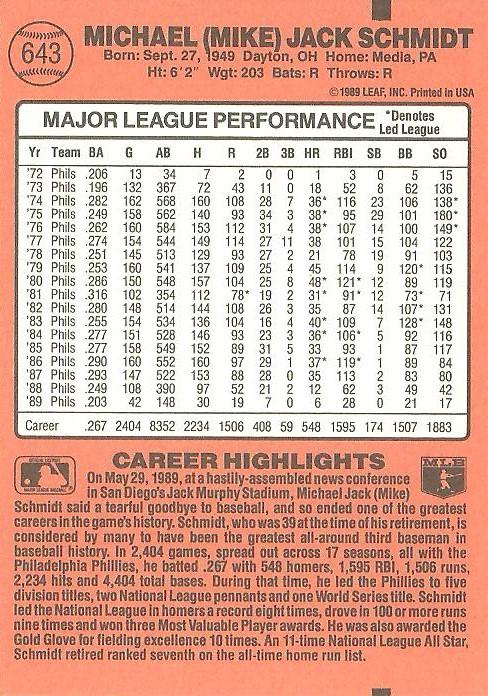 643
MICHAEL (MIKE) JACK SCHMIDT
Born: Sept. 27, 1949 Dayton, OH Home: Media, PA
Ht: 6'2" Wgt: 203 Bats: R Throws: R
©1989 LEAF, INC. Printed in USA
MAJOR LEAGUE PERFORMANCE *Denotes Led League
Yr Team BA G AB H R 2B 3B HR RBI SB BB SO
'72 Phils .206 13 34 7 2 0 0 1 3 0 5 15
'73 Phils .196 132 367 72 43 11 0 18 52 8 62 136
'74 Phils .282 162 568 160 108 28 7 36* 116 23 106 138*
'75 Phils .249 158 562 140 93 34 3 38* 95 29 101 180*
'76 Phils .262 160 584 153 112 31 4 38* 107 14 100 149*
'77 Phils .274 154 544 149 114 27 11 38 101 15 104 122
'78 Phils .251 145 513 129 93 27 2 21 78 19 91 103
'79 Phils .253 160 541 137 109 25 4 45 114 9 120* 115
'80 Phils .286 150 548 157 104 25 8 48* 121* 12 89 119
'81 Phils .316 102 354 112 78* 19 2 31* 91* 12 73* 71
'82 Phils .280 148 514 144 108 26 3 35 87 14 107* 131
'83 Phils .255 154 534 136 104 16 4 40* 109 7 128* 148
'84 Phils .277 151 528 146 93 23 3 36* 106* 5 92 116
'85 Phils .277 158 549 152 89 31 5 33 93 1 87 117
'86 Phils .290 160 552 160 97 29 1 37* 119* 1 89 84
'87 Phils .293 147 522 153 88 28 0 35 113 2 83 80
'88 Phils .249 108 390 97 52 21 2 12 62 3 49 42
'89 Phils .203 42 148 30 19 7 0 6 28 0 21 17
Career .267 2404 8352 2234 1506 408 59 548 1595 174 1507 1883
CAREER HIGHLIGHTS
MLB
On May 29, 1989, at a hastily-assembled news conference
in San Diego's Jack Murphy Stadium, Michael Jack (Mike)
Schmidt said a tearful goodbye to baseball, and so ended one of the greatest
careers in the game's history. Schmidt, who was 39 at the time of his retirement, is
considered by many to have been the greatest all-around third baseman in
baseball history. In 2,404 games, spread out across 17 seasons, all with the
Philadelphia Phillies, he batted .267 with 548 homers, 1,595 RBI, 1,506 runs,
2,234 hits and 4,404 total bases. During that time, he led the Phillies to five
division titles, two National League pennants and one World Series title. Schmidt
led the National League in homers a record eight times, drove in 100 or more runs
nine times and won three Most Valuable Player awards. He was also awarded the
Gold Glove for fielding excellence 10 times. An 11-time National League All Star,
Schmidt retired ranked seventh on the all-time home run list.